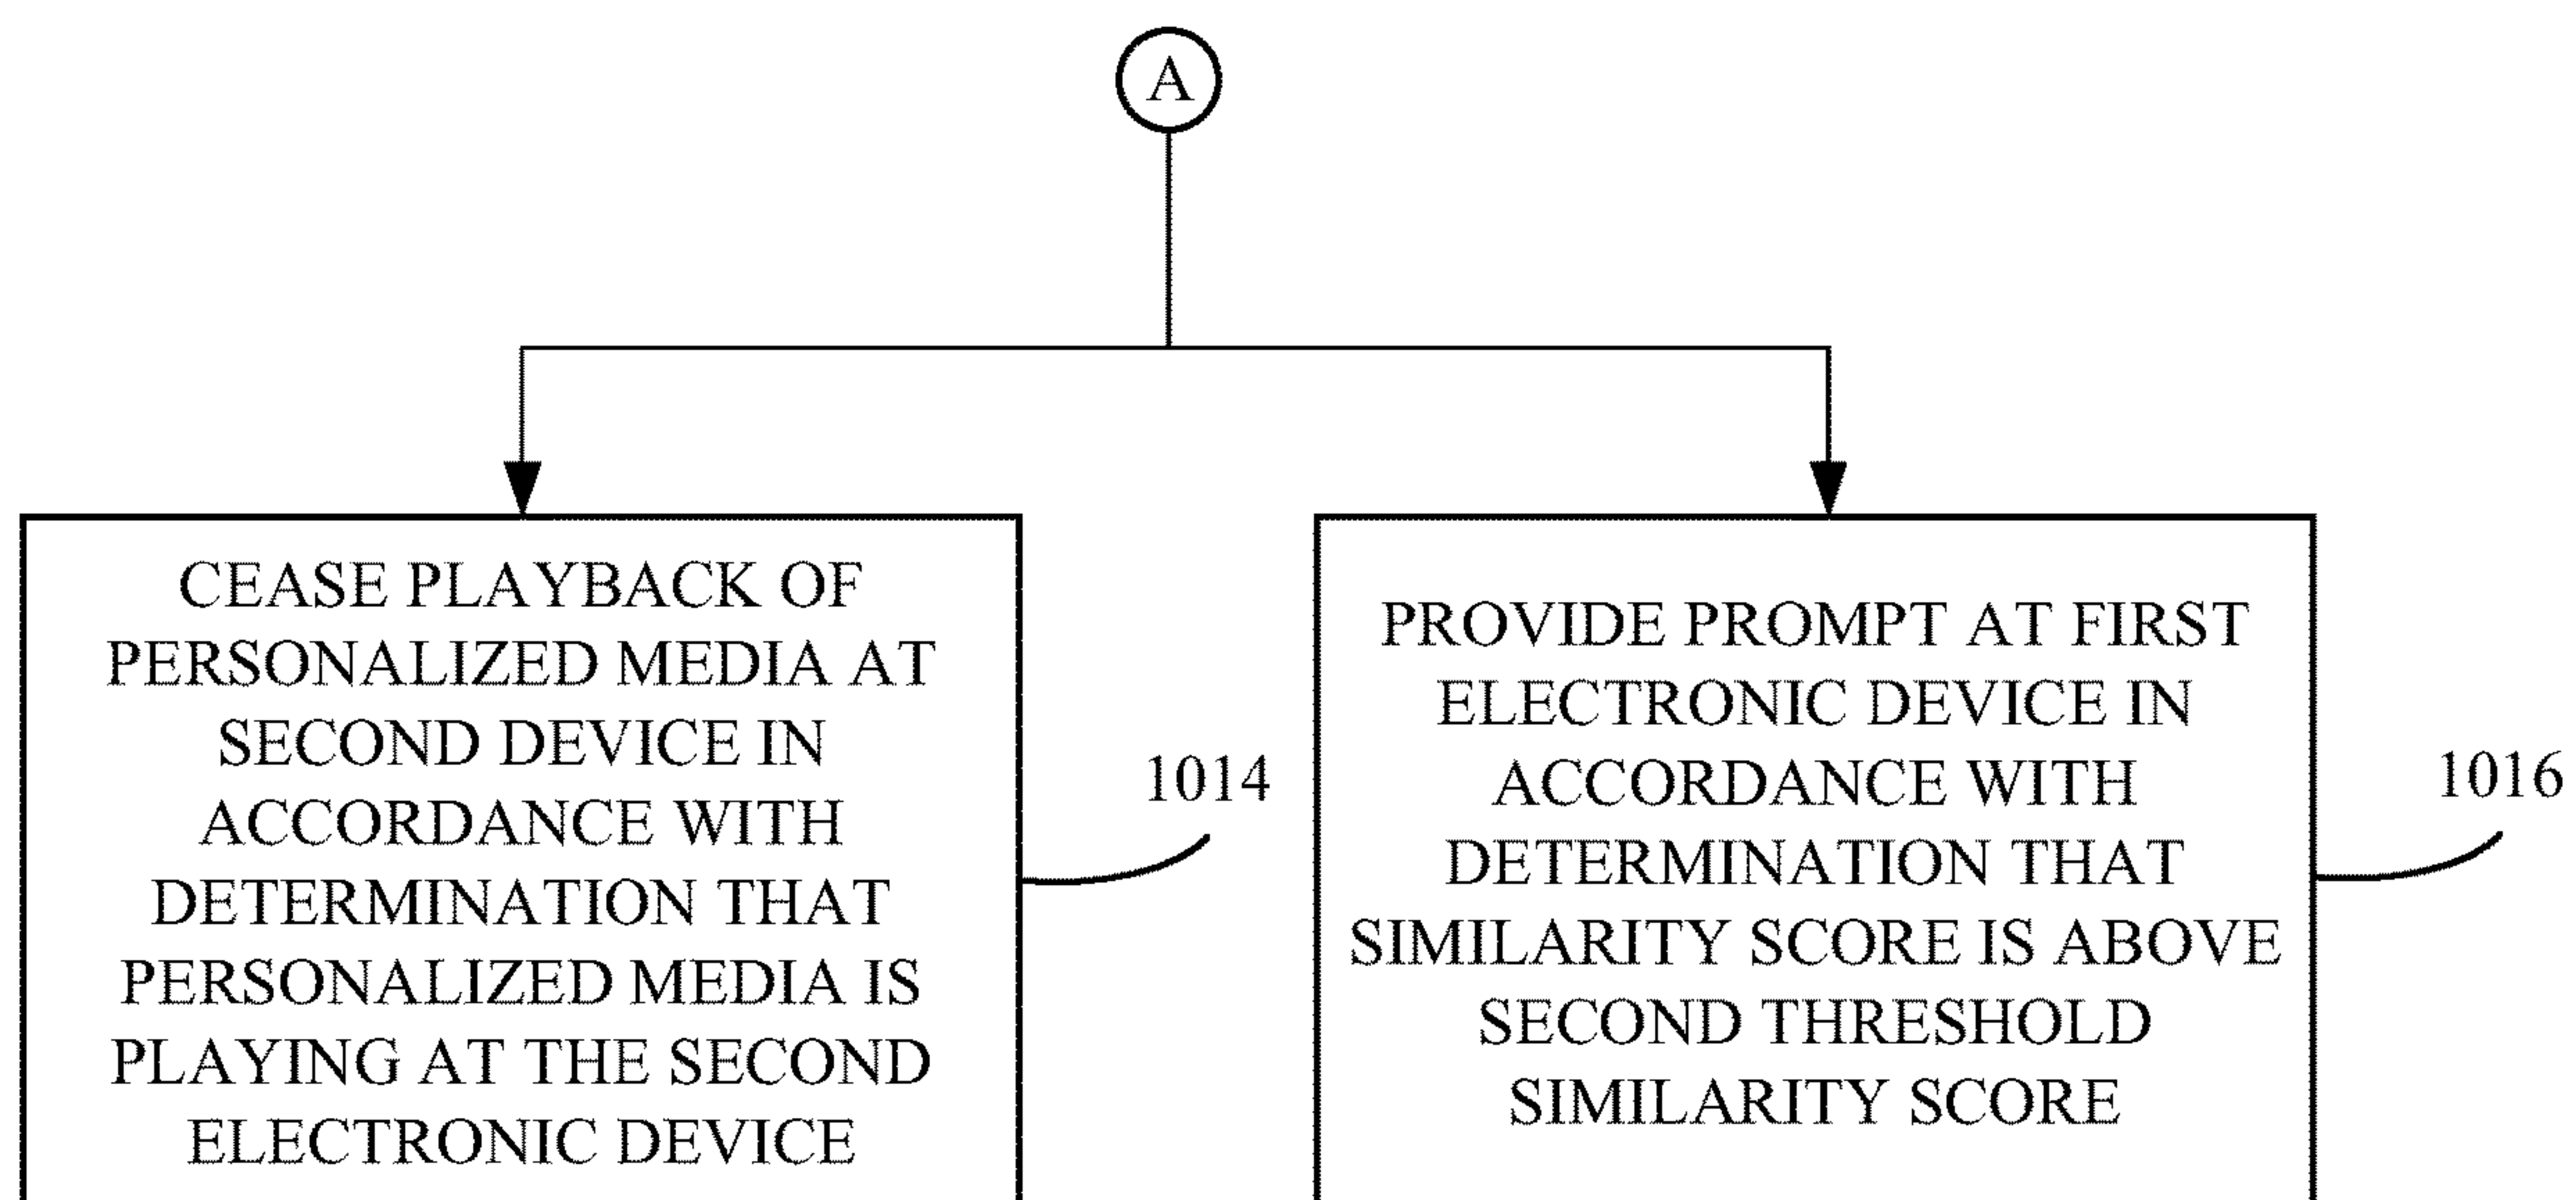 A
CEASE PLAYBACK OF
PERSONALIZED MEDIA AT
SECOND DEVICE IN
ACCORDANCE WITH
DETERMINATION THAT
PERSONALIZED MEDIA IS
PLAYING AT THE SECOND
ELECTRONIC DEVICE
1014
PROVIDE PROMPT AT FIRST
ELECTRONIC DEVICE IN
ACCORDANCE WITH
DETERMINATION THAT
SIMILARITY SCORE IS ABOVE
SECOND THRESHOLD
SIMILARITY SCORE
1016